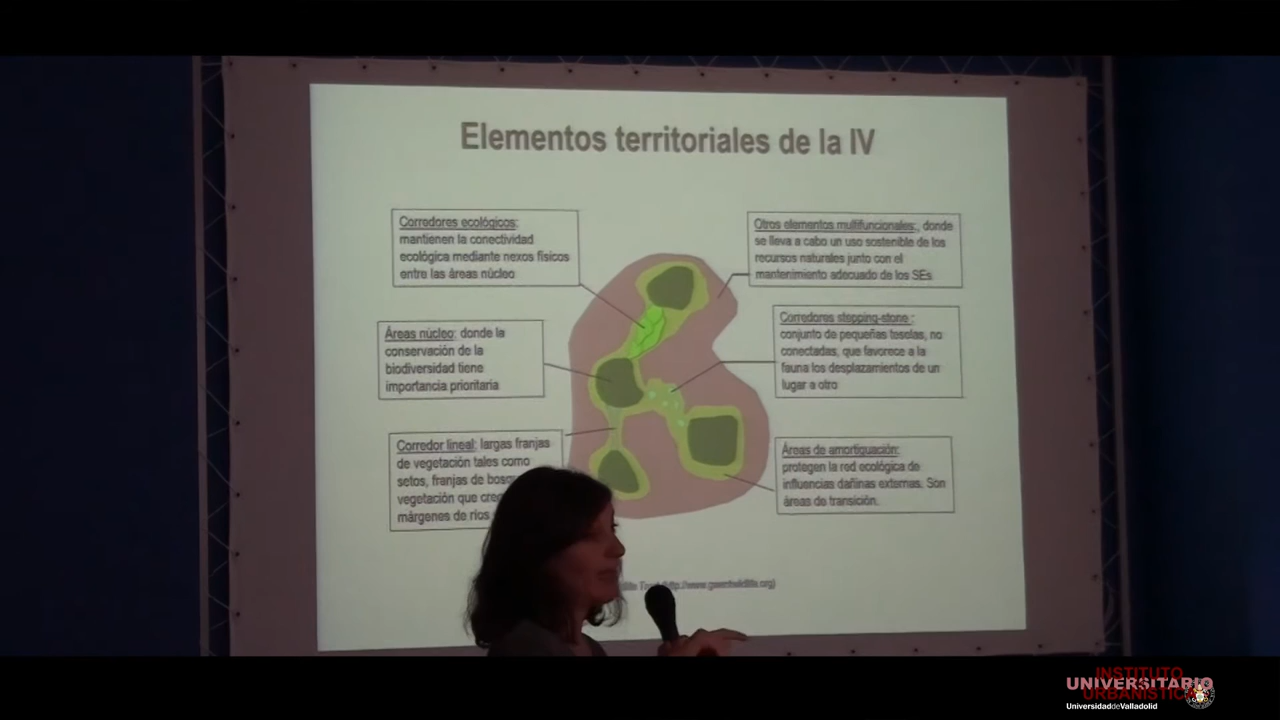 Elementos territoriales de la IV
Corredores ecológicos:
mantienen la conectividad
ecológica mediante nexos físicos
entre las áreas núcleo
Áreas núcleo: donde la
conservación de la
biodiversidad tiene
importancia prioritaria
Corredor lineal: largas franjas
de vegetación tales como
setos, franjas de
vegetación que
márgenes de ríos
Otros elementos multifuncionales:, donde
se lleva a cabo un uso sostenible de los
recursos naturales junto con el
mantenimiento adecuado de los SEs
Corredores stepping-stone :
conjunto de pequeñas teselas, no
conectadas, que favorece a la
fauna los desplazamientos de un
lugar a otro
Áreas de amortiguación:
protegen la red ecológica de
influencias dañinas externas. Son
áreas de transición.
INSTITUTO
UNIVERSITARIO
URBANÍSTICA
UniversidaddeValladolid